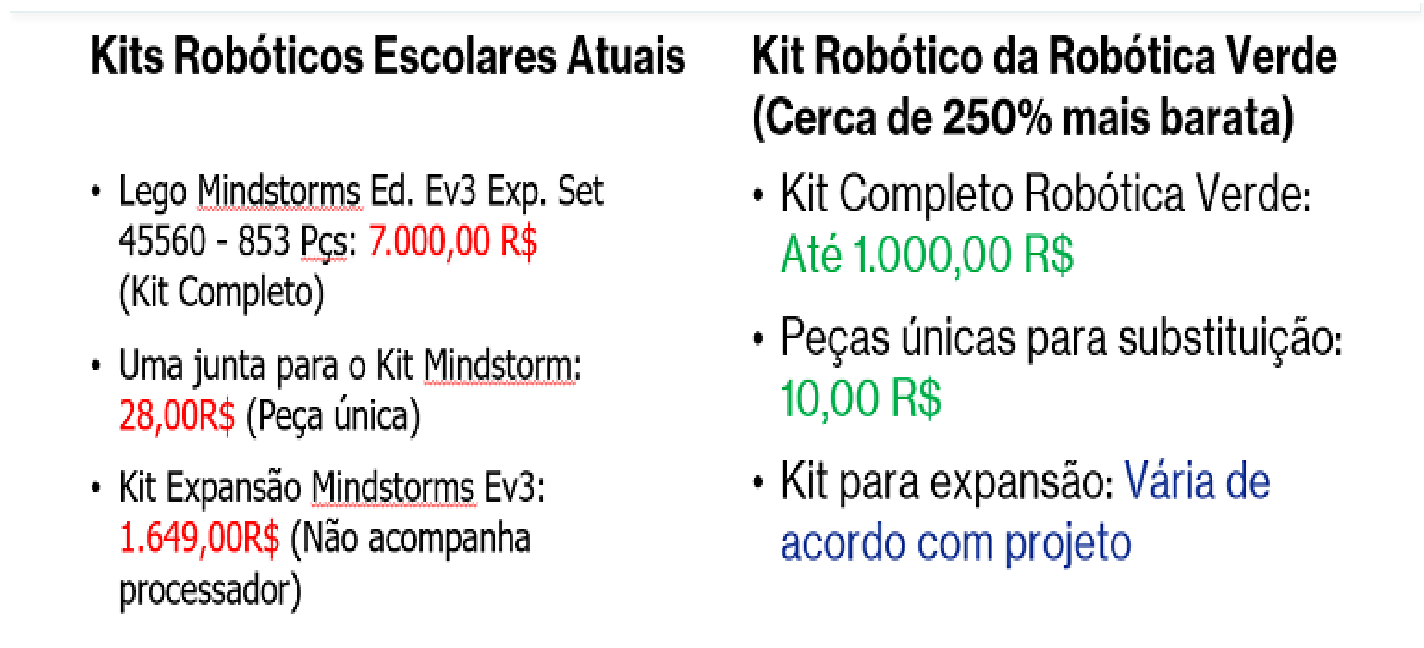 Kits Robóticos Escolares Atuais
• Lego Mindstorms Ed. Ev3 Exp. Set
45560 - 853 Pçs: 7.000,00 R$
(Kit Completo)
• Uma junta para o Kit Mindstorm:
28,00R$ (Peça única)
• Kit Expansão Mindstorms Ev3:
1.649,00R$ (Não acompanha
processador)
Kit Robótico da Robótica Verde
(Cerca de 250% mais barata)
• Kit Completo Robótica Verde:
Até 1.000,00 R$
• Peças únicas para substituição:
10,00 R$
• Kit para expansão: Vária de
acordo com projeto